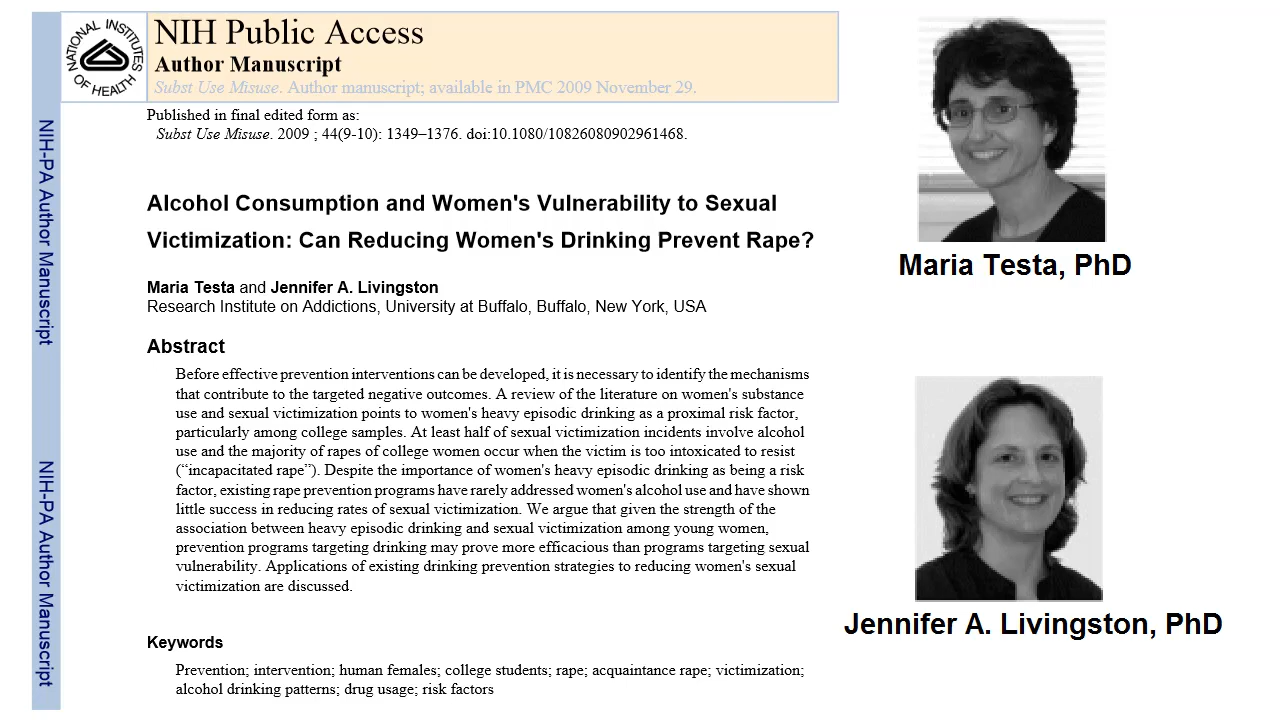 NATIONAL INSTITUTES OF HEALTH
NIH Public Access
Author Manuscript
Subst Use Misuse. Author manuscript; available in PMC 2009 November 29.
Published in final edited form as:
Subst Use Misuse. 2009 ; 44(9-10): 1349–1376. doi:10.1080/10826080902961468.
NIH-PA Author Manuscript
NIH-PA Author Manuscript
Alcohol Consumption and Women's Vulnerability to Sexual
Victimization: Can Reducing Women's Drinking Prevent Rape?
Maria Testa and Jennifer A. Livingston
Research Institute on Addictions, University at Buffalo, Buffalo, New York, USA
Abstract
Before effective prevention interventions can be developed, it is necessary to identify the mechanisms
that contribute to the targeted negative outcomes. A review of the literature on women's substance
use and sexual victimization points to women's heavy episodic drinking as a proximal risk factor,
particularly among college samples. At least half of sexual victimization incidents involve alcohol
use and the majority of rapes of college women occur when the victim is too intoxicated to resist
(“incapacitated rape”). Despite the importance of women's heavy episodic drinking as being a risk
factor, existing rape prevention programs have rarely addressed women's alcohol use and have shown
little success in reducing rates of sexual victimization. We argue that given the strength of the
association between heavy episodic drinking and sexual victimization among young women,
prevention programs targeting drinking may prove more efficacious than programs targeting sexual
vulnerability. Applications of existing drinking prevention strategies to reducing women's sexual
victimization are discussed.
Keywords
Prevention; intervention; human females; college students; rape; acquaintance rape; victimization;
alcohol drinking patterns; drug usage; risk factors
Maria Testa, PhD
Jennifer A. Livingston, PhD